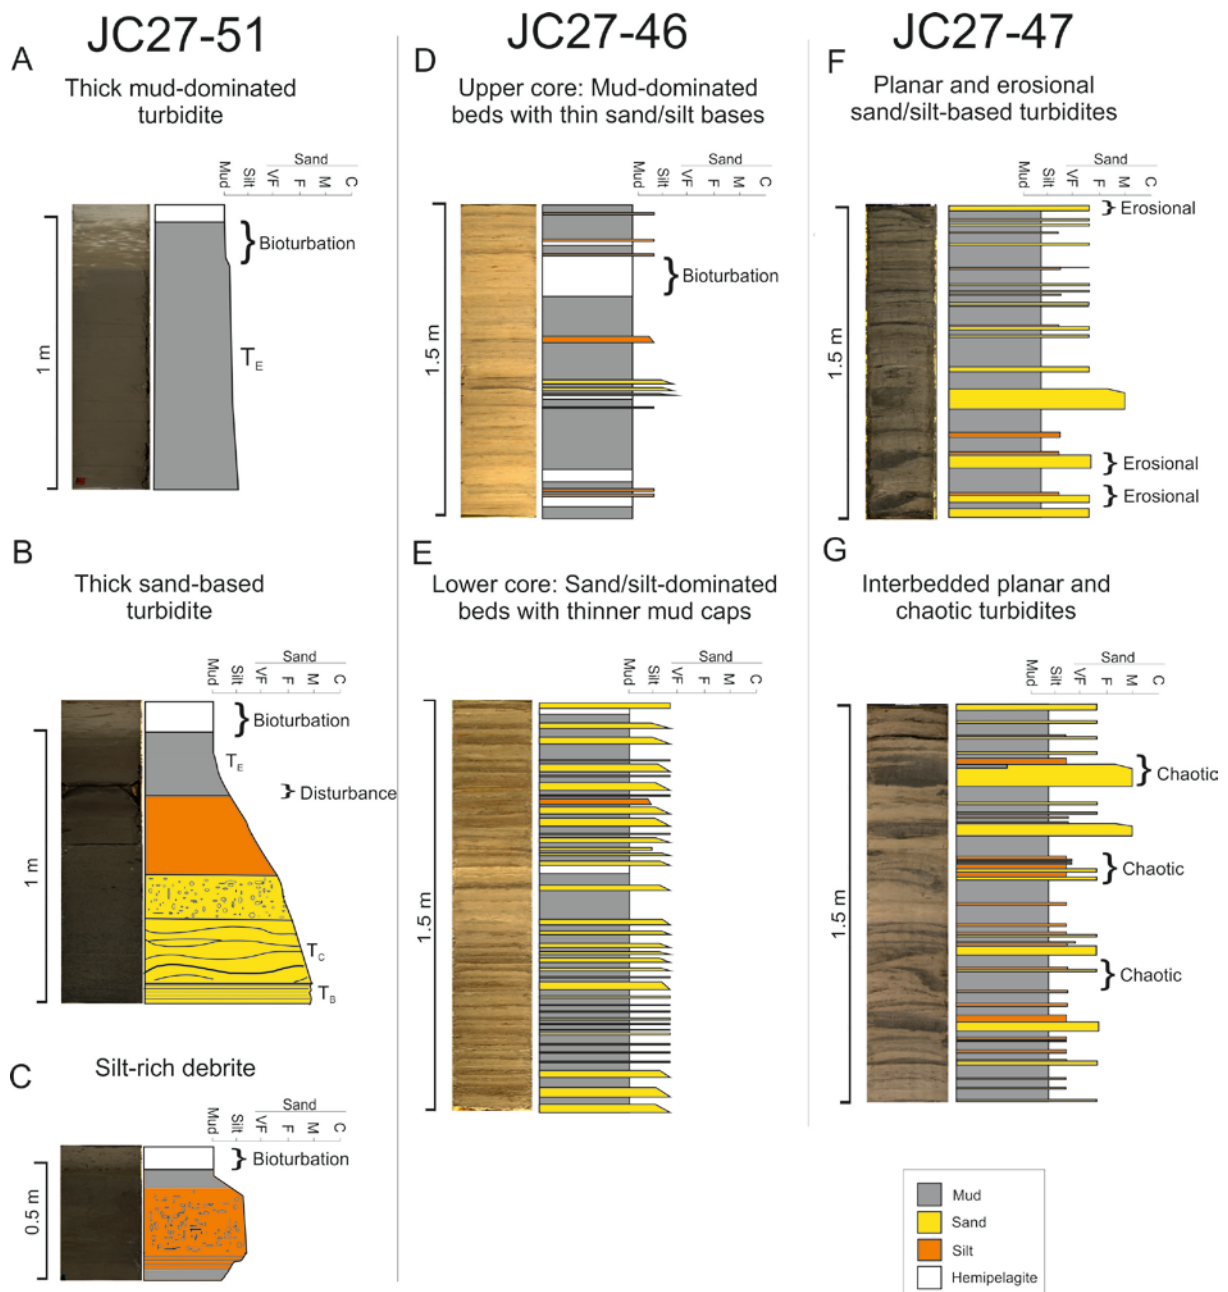 JC27-51
A
Thick mud-dominated
turbidite
Sand
Mud
Silt
VF
F
M
C
1 m
Bioturbation
TE
B
Thick sand-based
turbidite
Sand
Mud
Silt
VF
F
M
C
1 m
Bioturbation
TE
Disturbance
TC
TB
C
Silt-rich debrite
Sand
Mud
Silt
VF
F
M
C
0.5 m
Bioturbation
JC27-46
D
Upper core: Mud-dominated
beds with thin sand/silt bases
Sand
Mud
Silt
VF
F
M
C
1.5 m
Bioturbation
E
Lower core: Sand/silt-dominated
beds with thinner mud caps
Sand
Mud
Silt
VF
F
M
C
1.5 m
JC27-47
F
Planar and erosional
sand/silt-based turbidites
Sand
Mud
Silt
VF
F
M
C
1.5 m
Erosional
Erosional
Erosional
G
Interbedded planar and
chaotic turbidites
Sand
Mud
Silt
VF
F
M
C
1.5 m
Chaotic
Chaotic
Chaotic
Mud
Sand
Silt
Hemipelagite